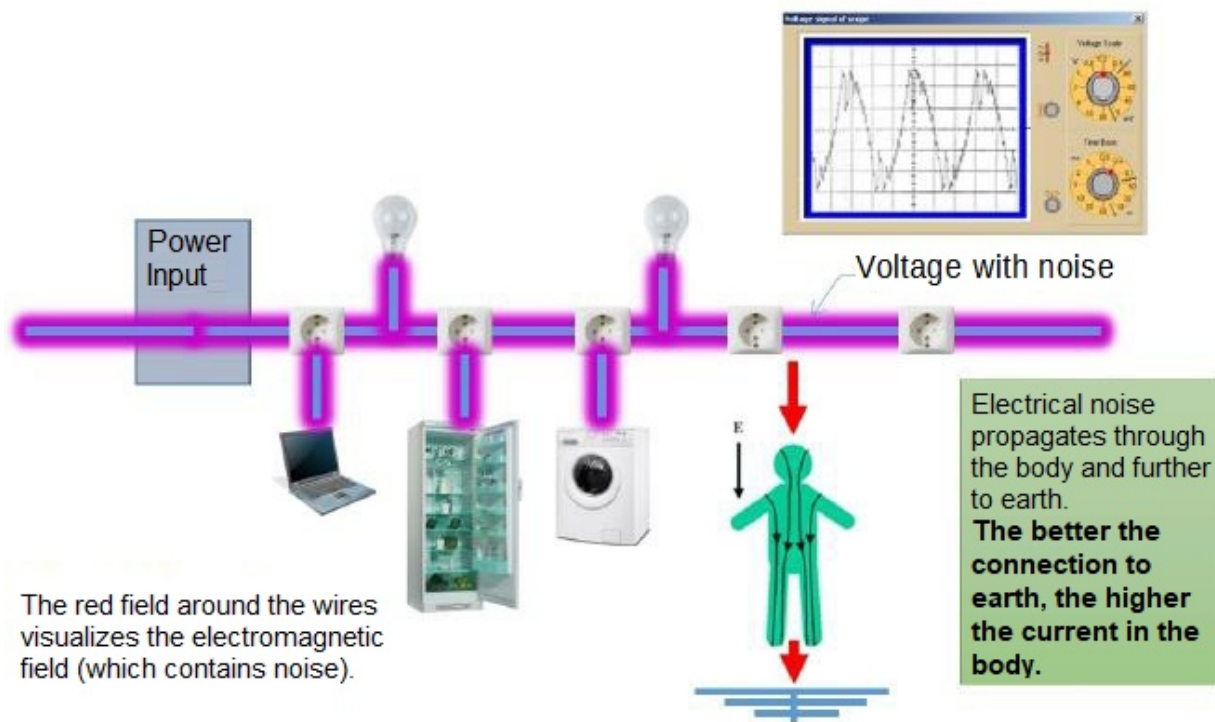 Voltage signal of scope
Voltage Scale
Time Base
Power
Input
Voltage with noise
E
Electrical noise
propagates through
the body and further
to earth.
The better the
connection to
earth, the higher
the current in the
body.
The red field around the wires
visualizes the electromagnetic
field (which contains noise).